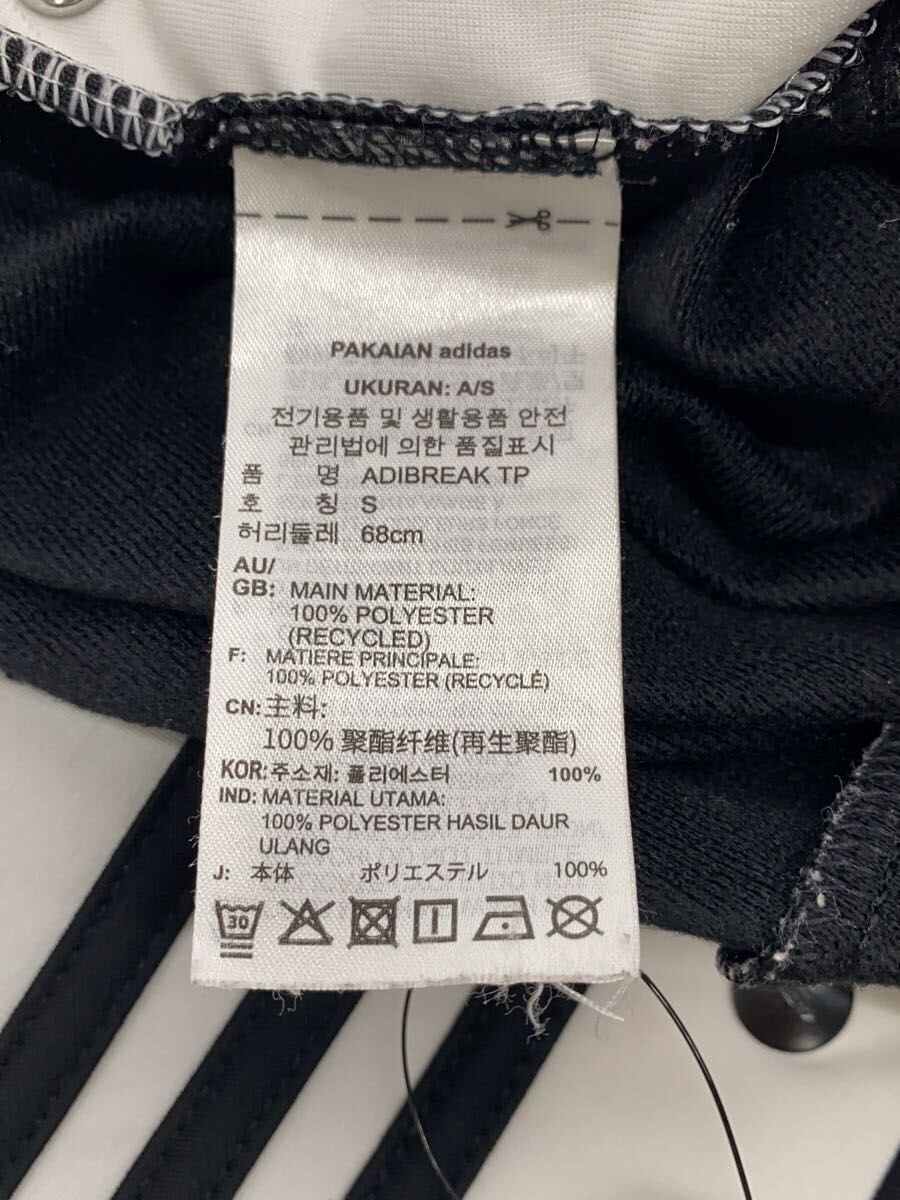 PAKAIAN adidas
UKURAN: A/S
전기용품 및 생활용품 안전
관리법에 의한 품질표시
품 명 ADIBREAK TP
호 칭 S
허리둘레 68cm
AU/
GB: MAIN MATERIAL:
100% POLYESTER
(RECYCLED)
F: MATIERE PRINCIPALE:
100% POLYESTER (RECYCLÉ)
CN: 主料:
100% 聚酯纤维(再生聚酯)
KOR: 주소재: 폴리에스터 100%
IND: MATERIAL UTAMA:
100% POLYESTER HASIL DAUR
ULANG
J: 本体 ポリエステル 100%
30